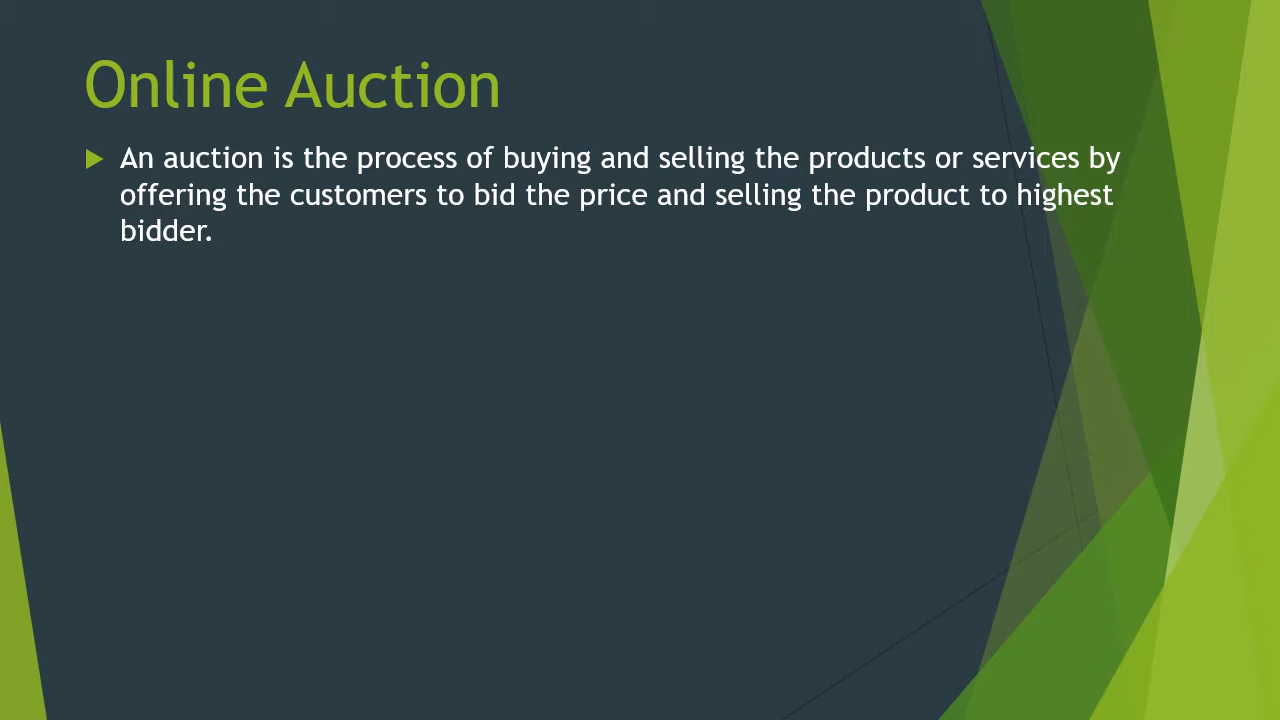 Online Auction
An auction is the process of buying and selling the products or services by
offering the customers to bid the price and selling the product to highest
bidder.